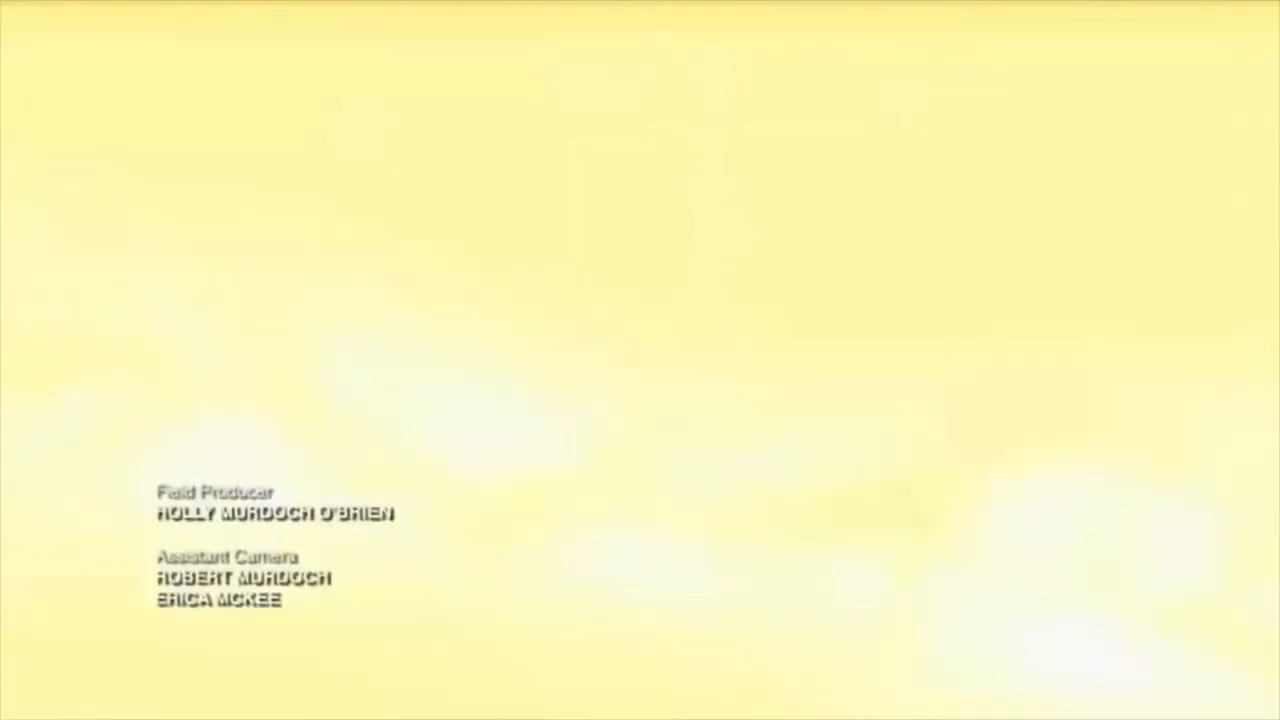 Field Producer
HOLLY MURDOCH O'BRIEN
Assistant Camera
ROBERT MURDOCH
ERICA MCKEE